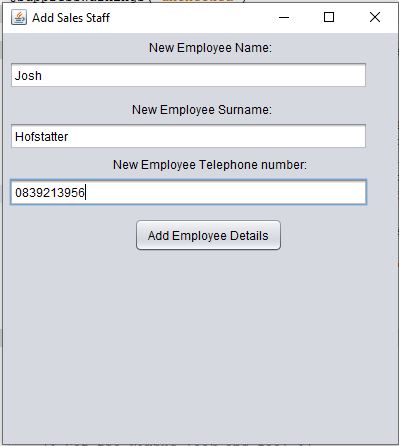 Add Sales Staff
New Employee Name:
Josh
New Employee Surname:
Hofstatter
New Employee Telephone number:
0839213956
Add Employee Details